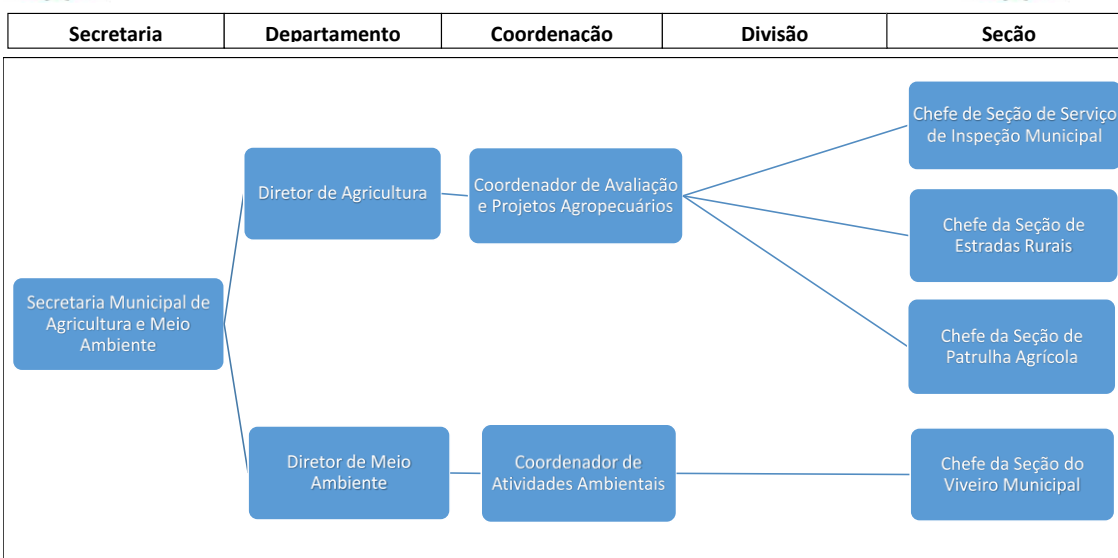 Secretaria
Departamento
Coordenação
Divisão
Seção
Chefe de Seção de Serviço
de Inspeção Municipal
Diretor de Agricultura
Coordenador de Avaliação
e Projetos Agropecuários
Chefe da Seção de
Estradas Rurais
Secretaria Municipal de
Agricultura e Meio
Ambiente
Chefe da Seção de
Patrulha Agrícola
Diretor de Meio
Ambiente
Coordenador de
Atividades Ambientais
Chefe da Seção do
Viveiro Municipal